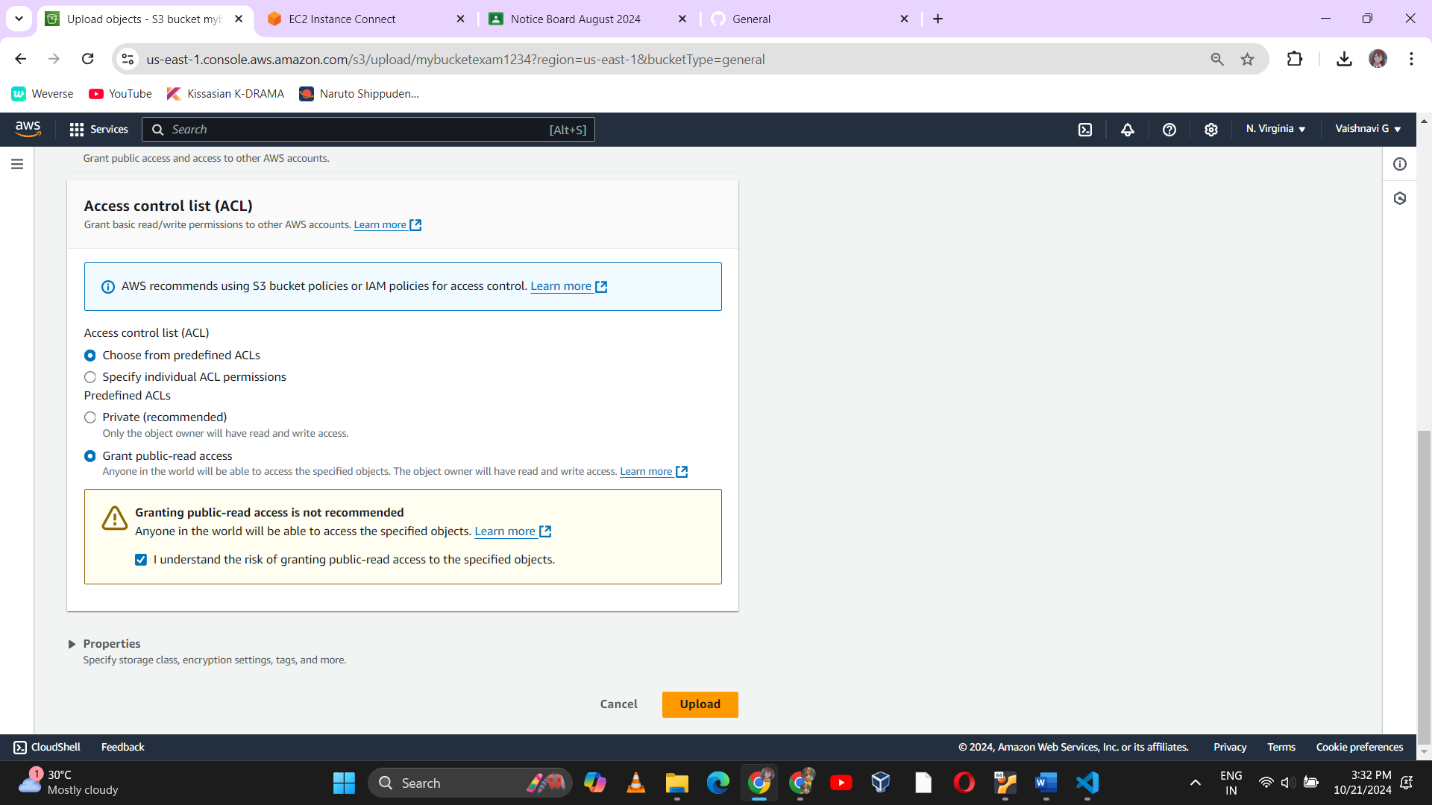 Upload objects - S3 bucket myb
EC2 Instance Connect
Notice Board August 2024
General
us-east-1.console.aws.amazon.com/s3/upload/mybucketexam1234?region=us-east-1&bucketType=general
Weverse
YouTube
Kissasian K-DRAMA
Naruto Shippuden...
aws
Services
Search
[Alt+S]
N. Virginia
Vaishnavi G
Grant public access and access to other AWS accounts.
Access control list (ACL)
Grant basic read/write permissions to other AWS accounts. Learn more
AWS recommends using S3 bucket policies or IAM policies for access control. Learn more
Access control list (ACL)
Choose from predefined ACLs
Specify individual ACL permissions
Predefined ACLs
Private (recommended)
Only the object owner will have read and write access.
Grant public-read access
Anyone in the world will be able to access the specified objects. The object owner will have read and write access. Learn more
Granting public-read access is not recommended
Anyone in the world will be able to access the specified objects. Learn more
I understand the risk of granting public-read access to the specified objects.
Properties
Specify storage class, encryption settings, tags, and more.
Cancel
Upload
CloudShell
Feedback
© 2024, Amazon Web Services, Inc. or its affiliates.
Privacy
Terms
Cookie preferences
1
30°C
Mostly cloudy
Search
ENG
IN
3:32 PM
10/21/2024